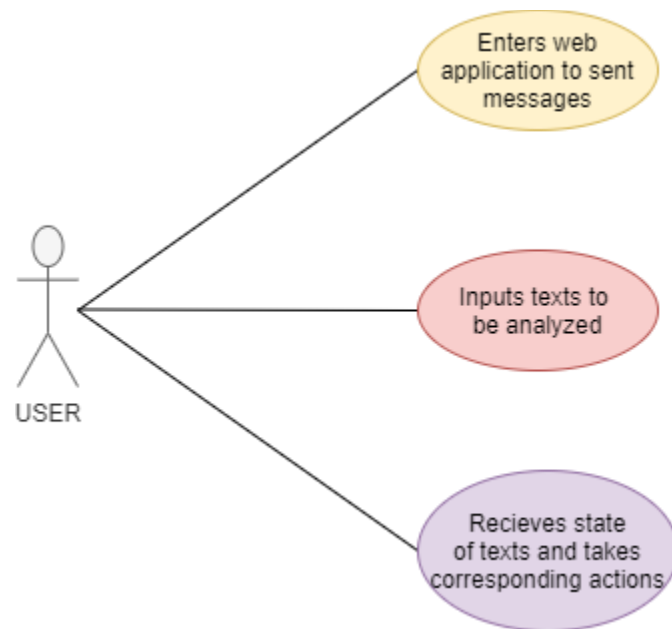 Enters web
application to sent
messages
Inputs texts to
be analyzed
USER
Recieves state
of texts and takes
corresponding actions